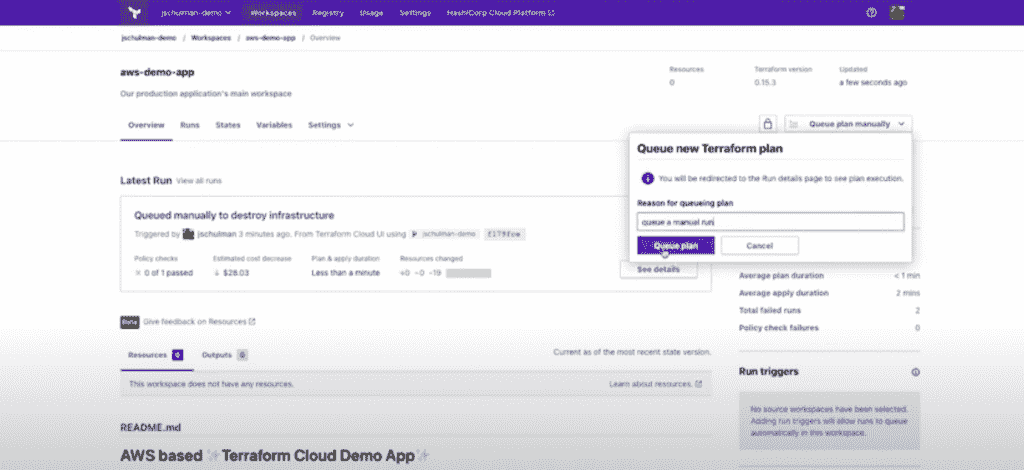 jschulman-demo Workspaces Registry Usage Settings HashiCorp Cloud Platform
jschulman-demo / Workspaces / aws-demo-app / Overview
aws-demo-app
Our production application's main workspace
Resources
0
Terraform version
0.15.3
Updated
a few seconds ago
Overview Runs States Variables Settings
Queue plan manually
Queue new Terraform plan
You will be redirected to the Run details page to see plan execution.
Reason for queueing plan
queue a manual run
Queue plan Cancel
Latest Run View all runs
Queued manually to destroy infrastructure
Triggered by jschulman 3 minutes ago. From Terraform Cloud UI using jschulman-demo
Policy checks
0 of 1 passed
Estimated cost decrease
↓ $28.03
Plan & apply duration
Less than a minute
Resources changed
+0 ~0 -19
See details
Average plan duration < 1 min
Average apply duration 2 mins
Total failed runs 2
Policy check failures 0
Beta Give feedback on Resources
Resources 0 Outputs 0
Current as of the most recent state version.
This workspace does not have any resources. Learn about resources.
Run triggers
No source workspaces have been selected.
Adding run triggers will allow runs to queue
automatically in this workspace.
README.md
AWS based ✨Terraform Cloud Demo App✨